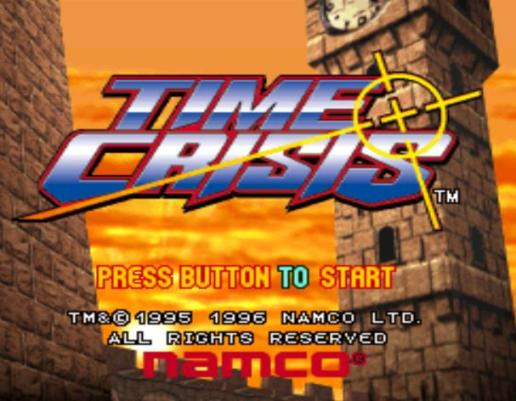 TIME
CRISIS
TM
PRESS BUTTON TO START
TM&©1995 1996 NAMCO LTD.
ALL RIGHTS RESERVED
namco®